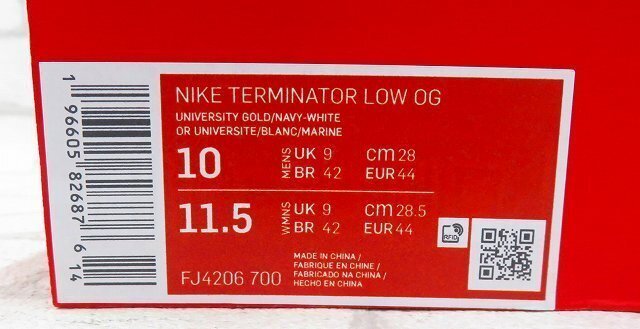 1 96605 82687 6 14
NIKE TERMINATOR LOW OG
UNIVERSITY GOLD/NAVY-WHITE
OR UNIVERSITE/BLANC/MARINE
10 MENS UK 9 cm 28
BR 42 EUR 44
11.5 WMNS UK 9 cm 28.5
BR 42 EUR 44
RFID
FJ4206 700
MADE IN CHINA /
FABRIQUE EN CHINE /
FABRICADO NA CHINA /
HECHO EN CHINA